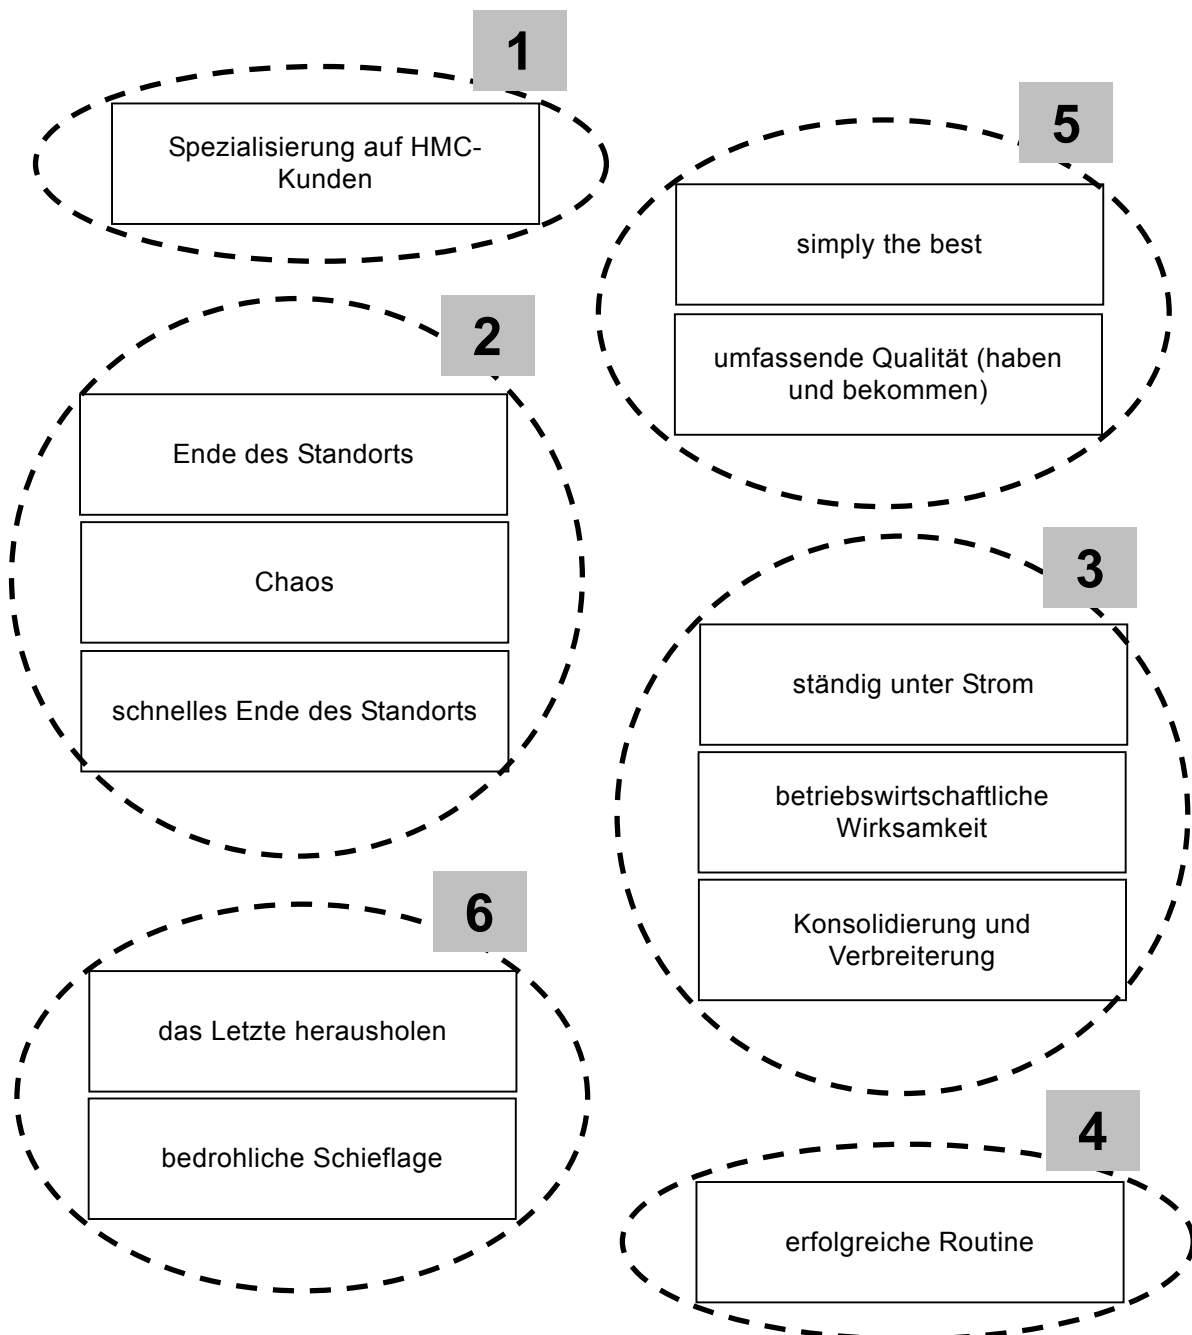 1
Spezialisierung auf HMC-
Kunden
5
simply the best
umfassende Qualität (haben
und bekommen)
2
Ende des Standorts
Chaos
schnelles Ende des Standorts
3
ständig unter Strom
betriebswirtschaftliche
Wirksamkeit
Konsolidierung und
Verbreiterung
6
das Letzte herausholen
bedrohliche Schieflage
4
erfolgreiche Routine